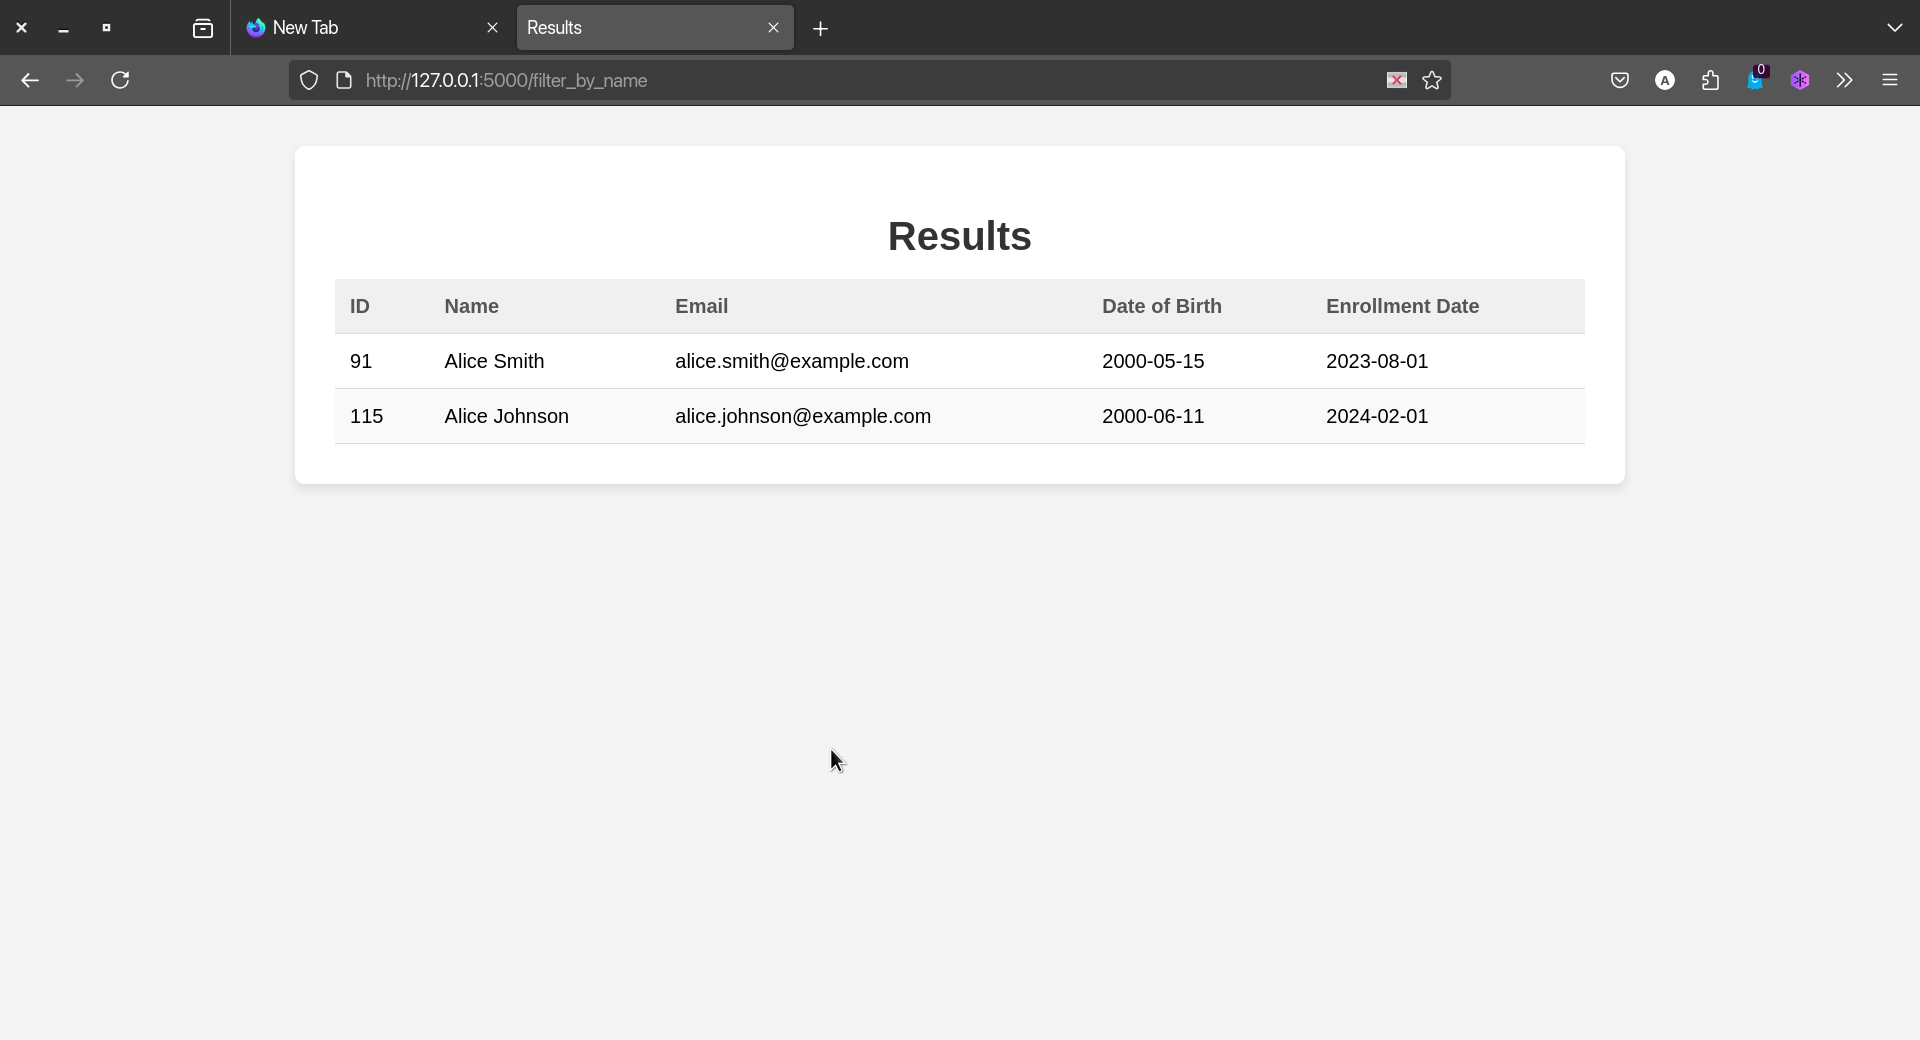 New Tab
Results
http://127.0.0.1:5000/filter_by_name
A
0
Results
ID Name Email Date of Birth Enrollment Date
91 Alice Smith alice.smith@example.com 2000-05-15 2023-08-01
115 Alice Johnson alice.johnson@example.com 2000-06-11 2024-02-01